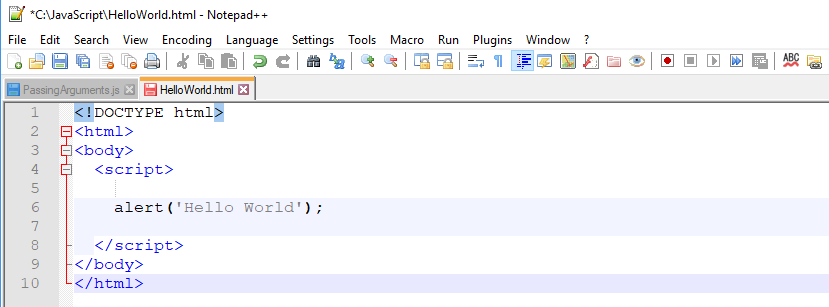 *C:\JavaScript\HelloWorld.html - Notepad++
File Edit Search View Encoding Language Settings Tools Macro Run Plugins Window ?
ABC
PassingArguments.js HelloWorld.html
1 <!DOCTYPE html>
2 <html>
3 <body>
4 <script>
5
6 alert('Hello World');
7
8 </script>
9 </body>
10 </html>